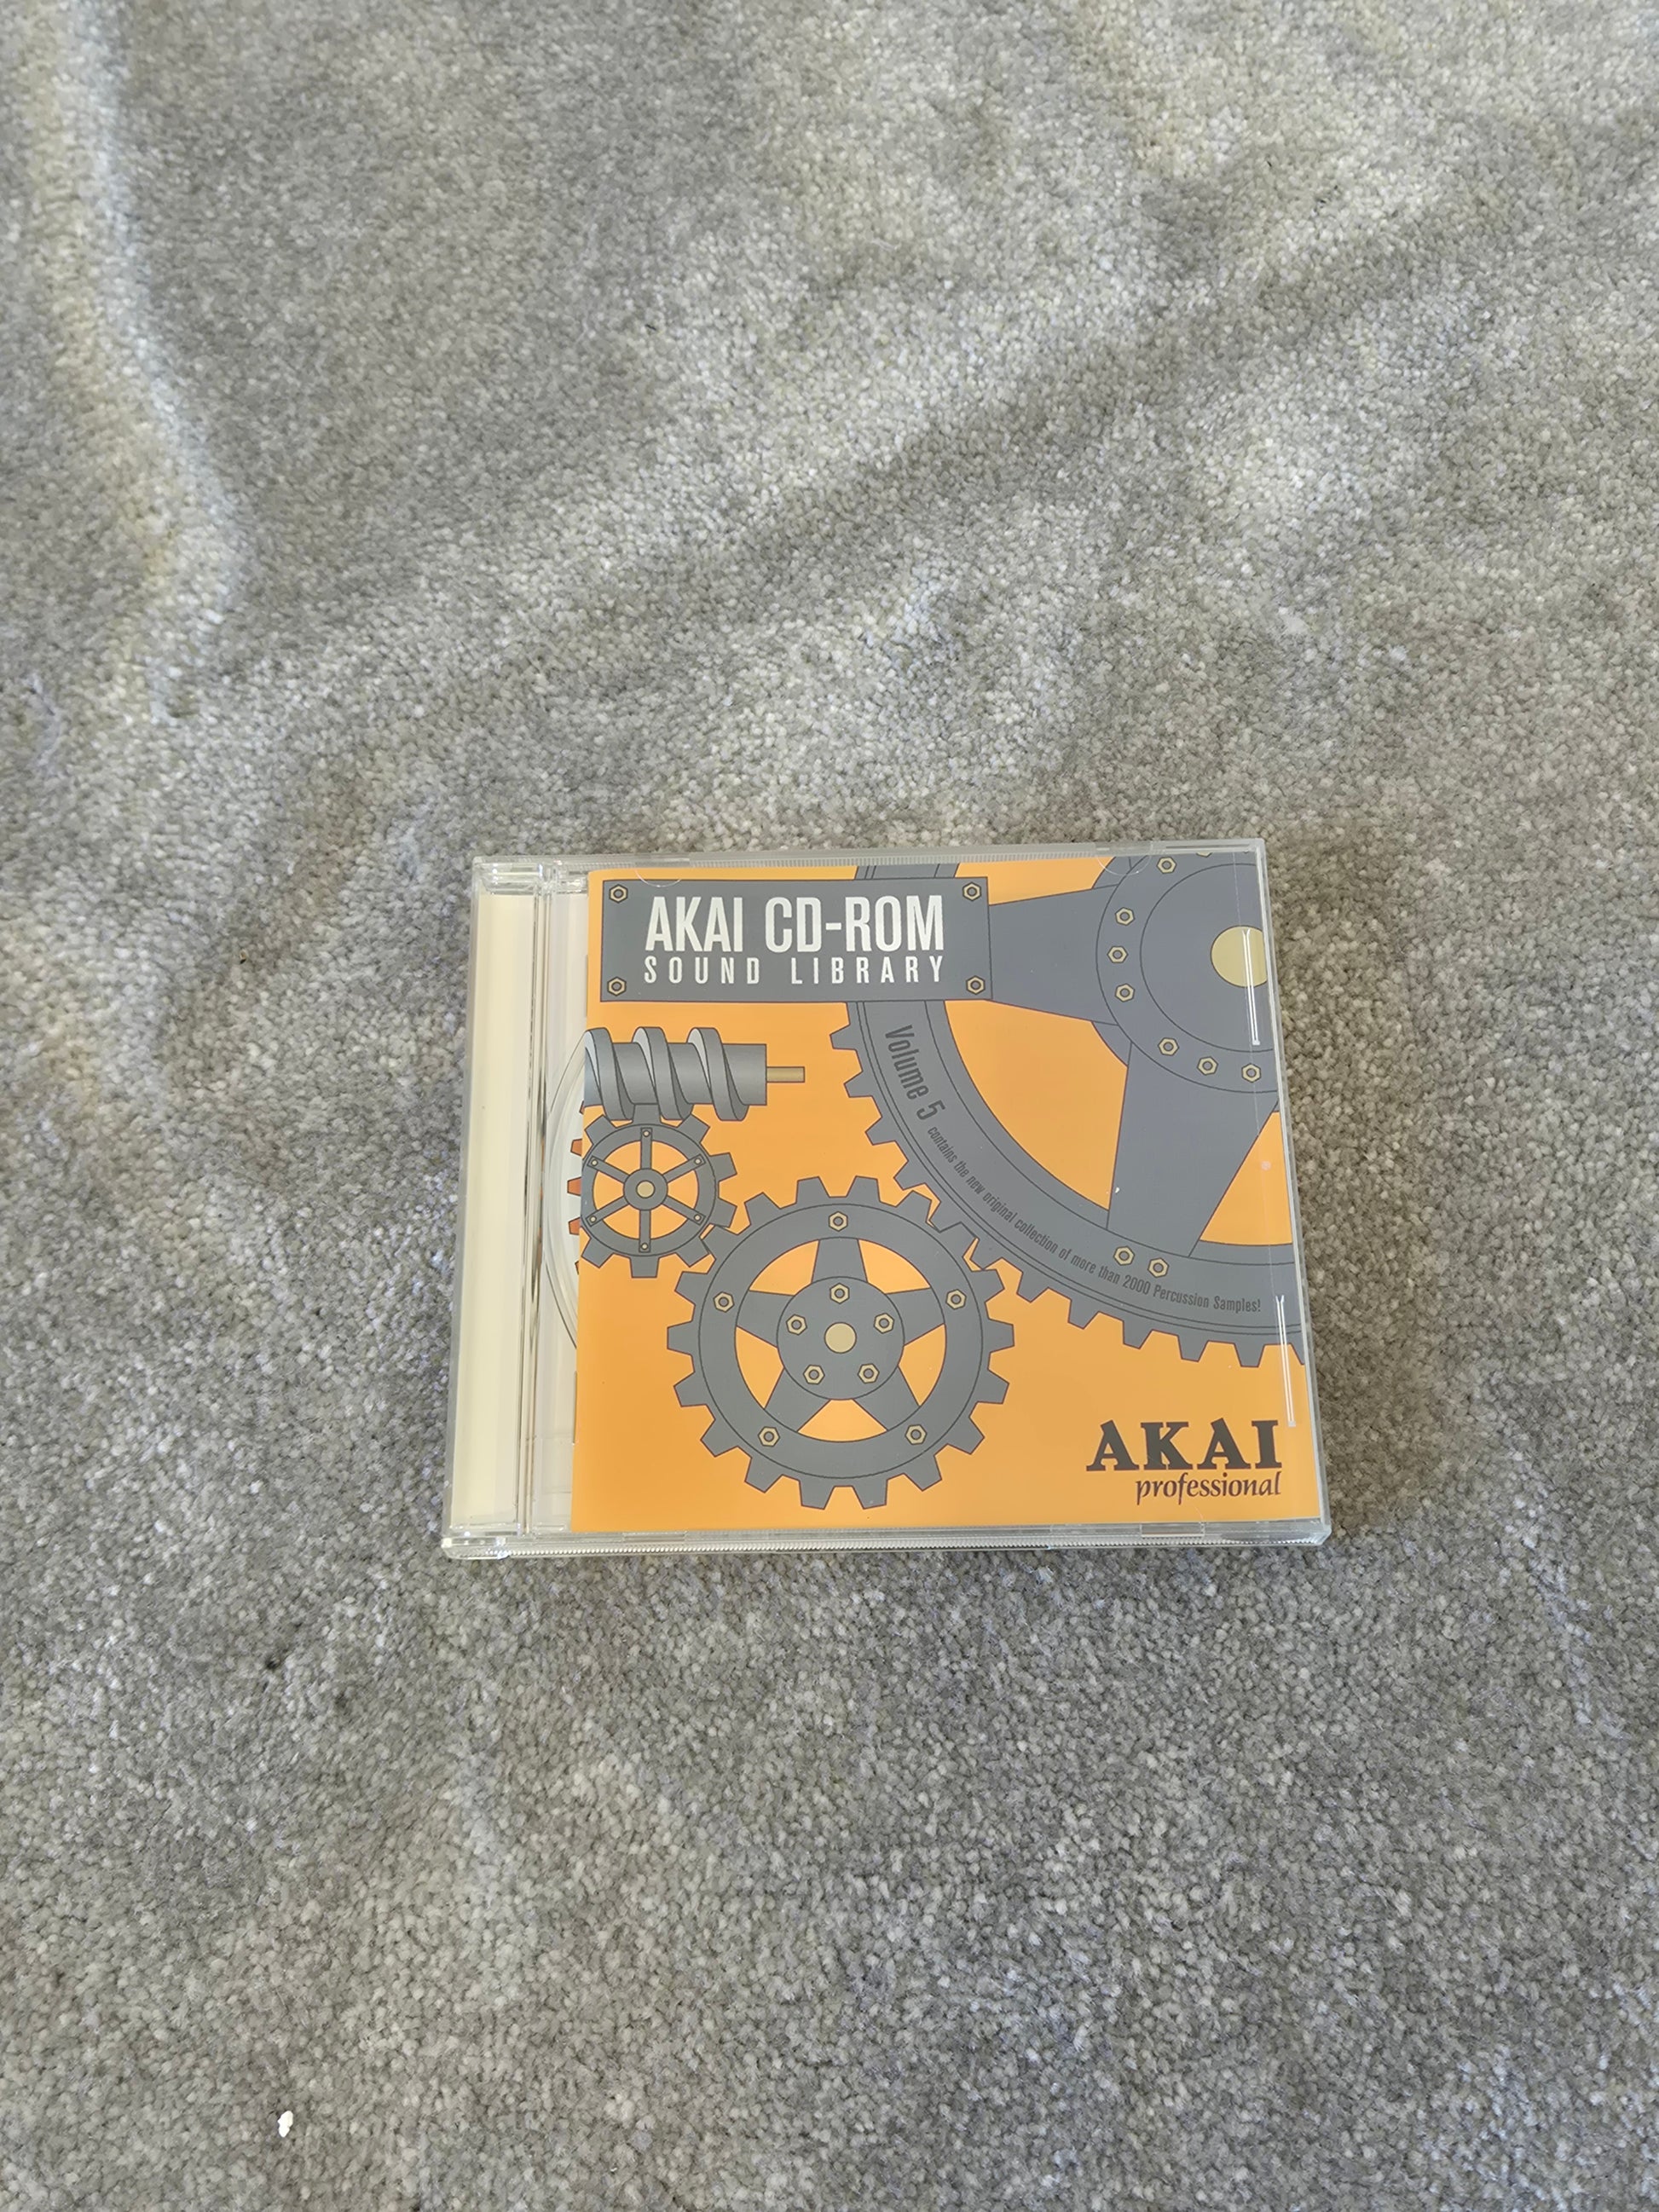 AKAI CD-ROM
SOUND LIBRARY
Volume 5 contains the new original collection of more than 2000 Percussion Samples!
AKAI
professional